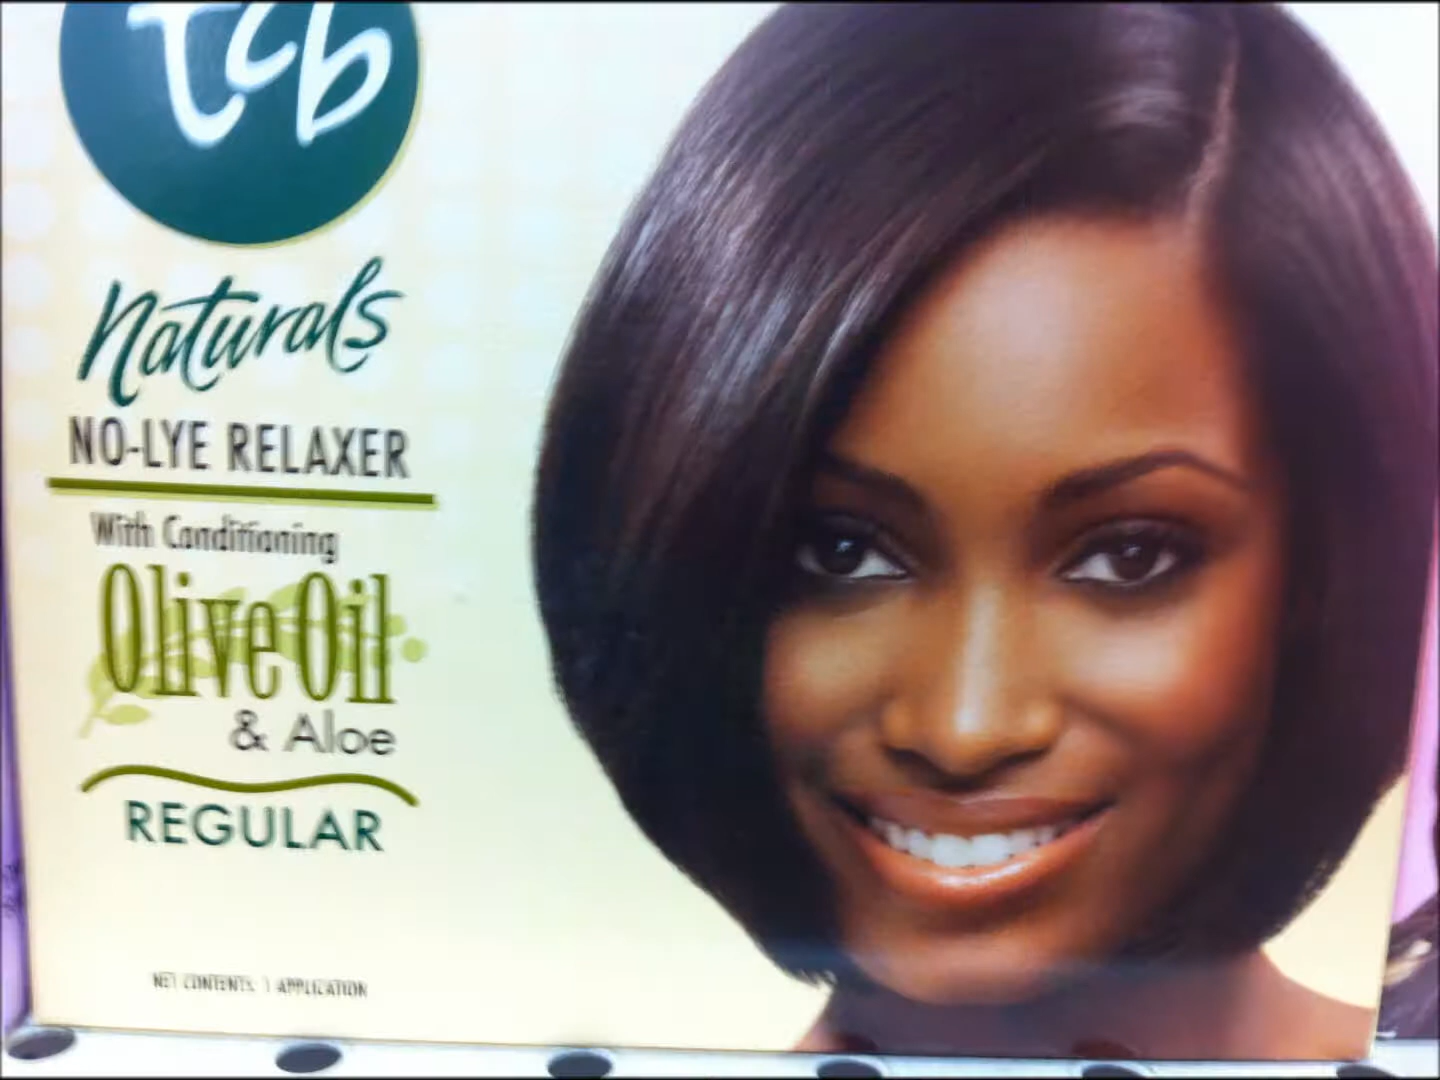 tcb
Naturals
NO-LYE RELAXER
With Conditioning
Olive Oil
& Aloe
REGULAR
NET CONTENTS: 1 APPLICATION